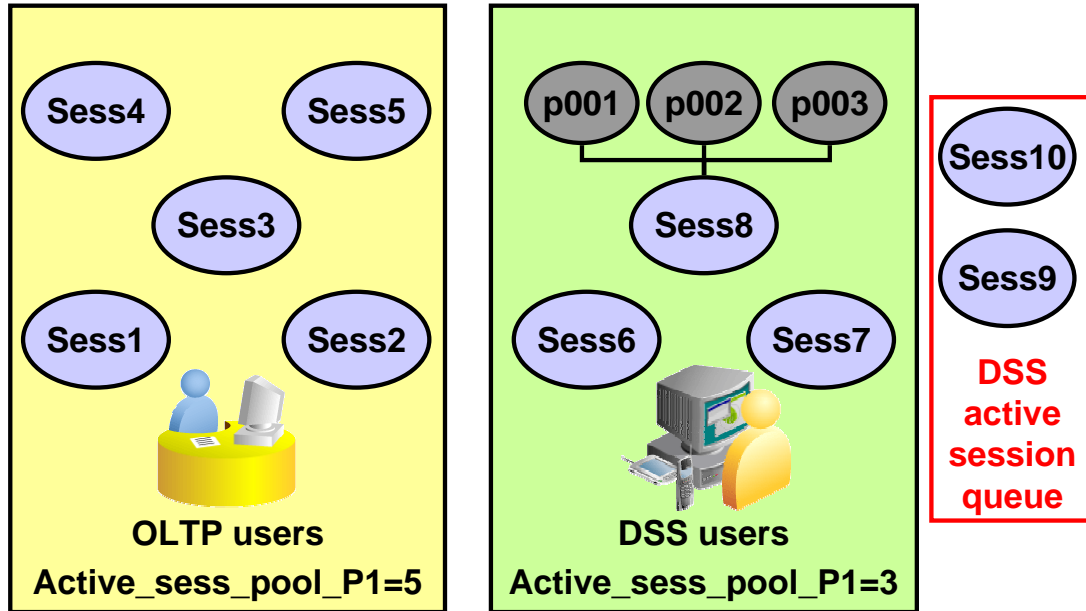 Sess4
Sess5
Sess3
Sess1
Sess2
OLTP users
Active_sess_pool_P1=5
p001
p002
p003
Sess8
Sess6
Sess7
DSS users
Active_sess_pool_P1=3
Sess10
Sess9
DSS
active
session
queue